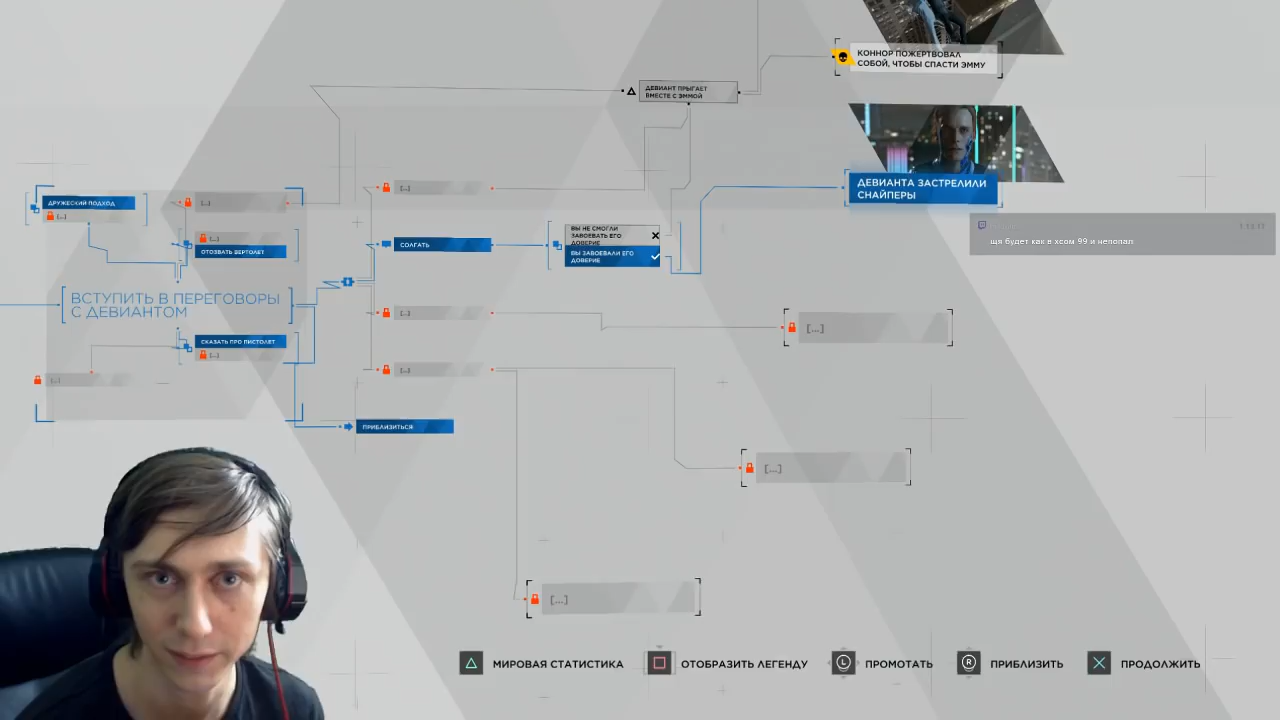 КОННОР ПОЖЕРТВОВАЛ
СОБОЙ, ЧТОБЫ СПАСТИ ЭММУ
ДЕВИАНТ ПРЫГАЕТ
ВМЕСТЕ С ЭММОЙ
ДЕВИАНТА ЗАСТРЕЛИЛИ
СНАЙПЕРЫ
щв будет как в хсом 99 и непопал
ДРУЖЕСКИЙ ПОДХОД
[...]
[...]
[...]
[...]
ОТОЗВАТЬ ВЕРТОЛЕТ
СОЛГАТЬ
ВЫ НЕ СМОГЛИ
ЗАВОЕВАТЬ ЕГО
ДОВЕРИЕ
ВЫ ЗАВОЕВАЛИ ЕГО
ДОВЕРИЕ
ВСТУПИТЬ В ПЕРЕГОВОРЫ
С ДЕВИАНТОМ
[...]
[...]
СКАЗАТЬ ПРО ПИСТОЛЕТ
[...]
[...]
[...]
ПРИБЛИЗИТЬСЯ
[...]
[...]
МИРОВАЯ СТАТИСТИКА
ОТОБРАЗИТЬ ЛЕГЕНДУ
L ПРОМОТАТЬ
R ПРИБЛИЗИТЬ
ПРОДОЛЖИТЬ